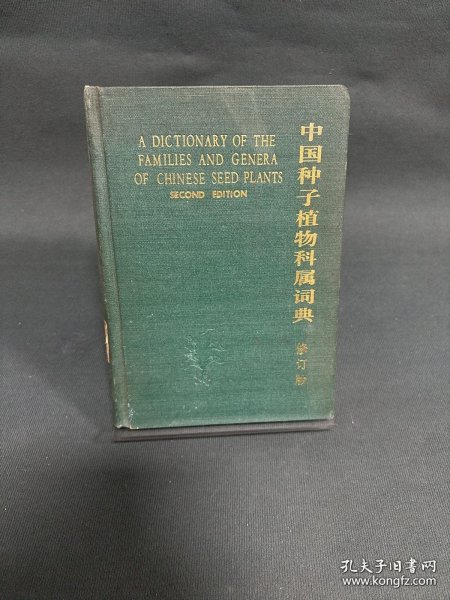 A DICTIONARY OF THE
FAMILIES AND GENERA
OF CHINESE SEED PLANTS
SECOND EDITION
中国种子植物科属词典
修订版
孔夫子旧书网
www.kongfz.com